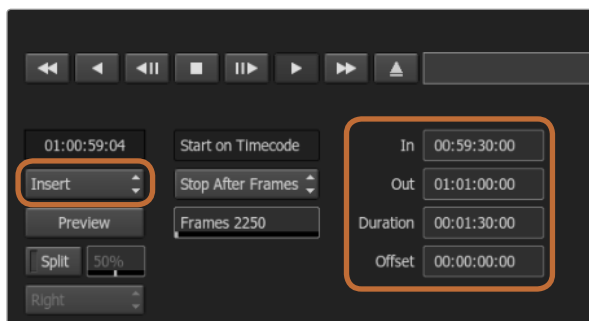 01:00:59:04 Start on Timecode In 00:59:30:00
Insert Stop After Frames Out 01:01:00:00
Preview Frames 2250 Duration 00:01:30:00
Split 50% Offset 00:00:00:00
Right